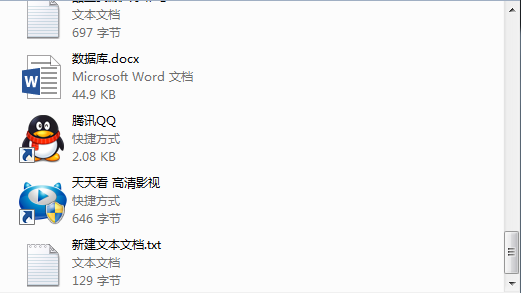 文本文档
697 字节
数据库.docx
Microsoft Word 文档
44.9 KB
腾讯QQ
快捷方式
2.08 KB
天天看 高清影视
快捷方式
646 字节
新建文本文档.txt
文本文档
129 字节